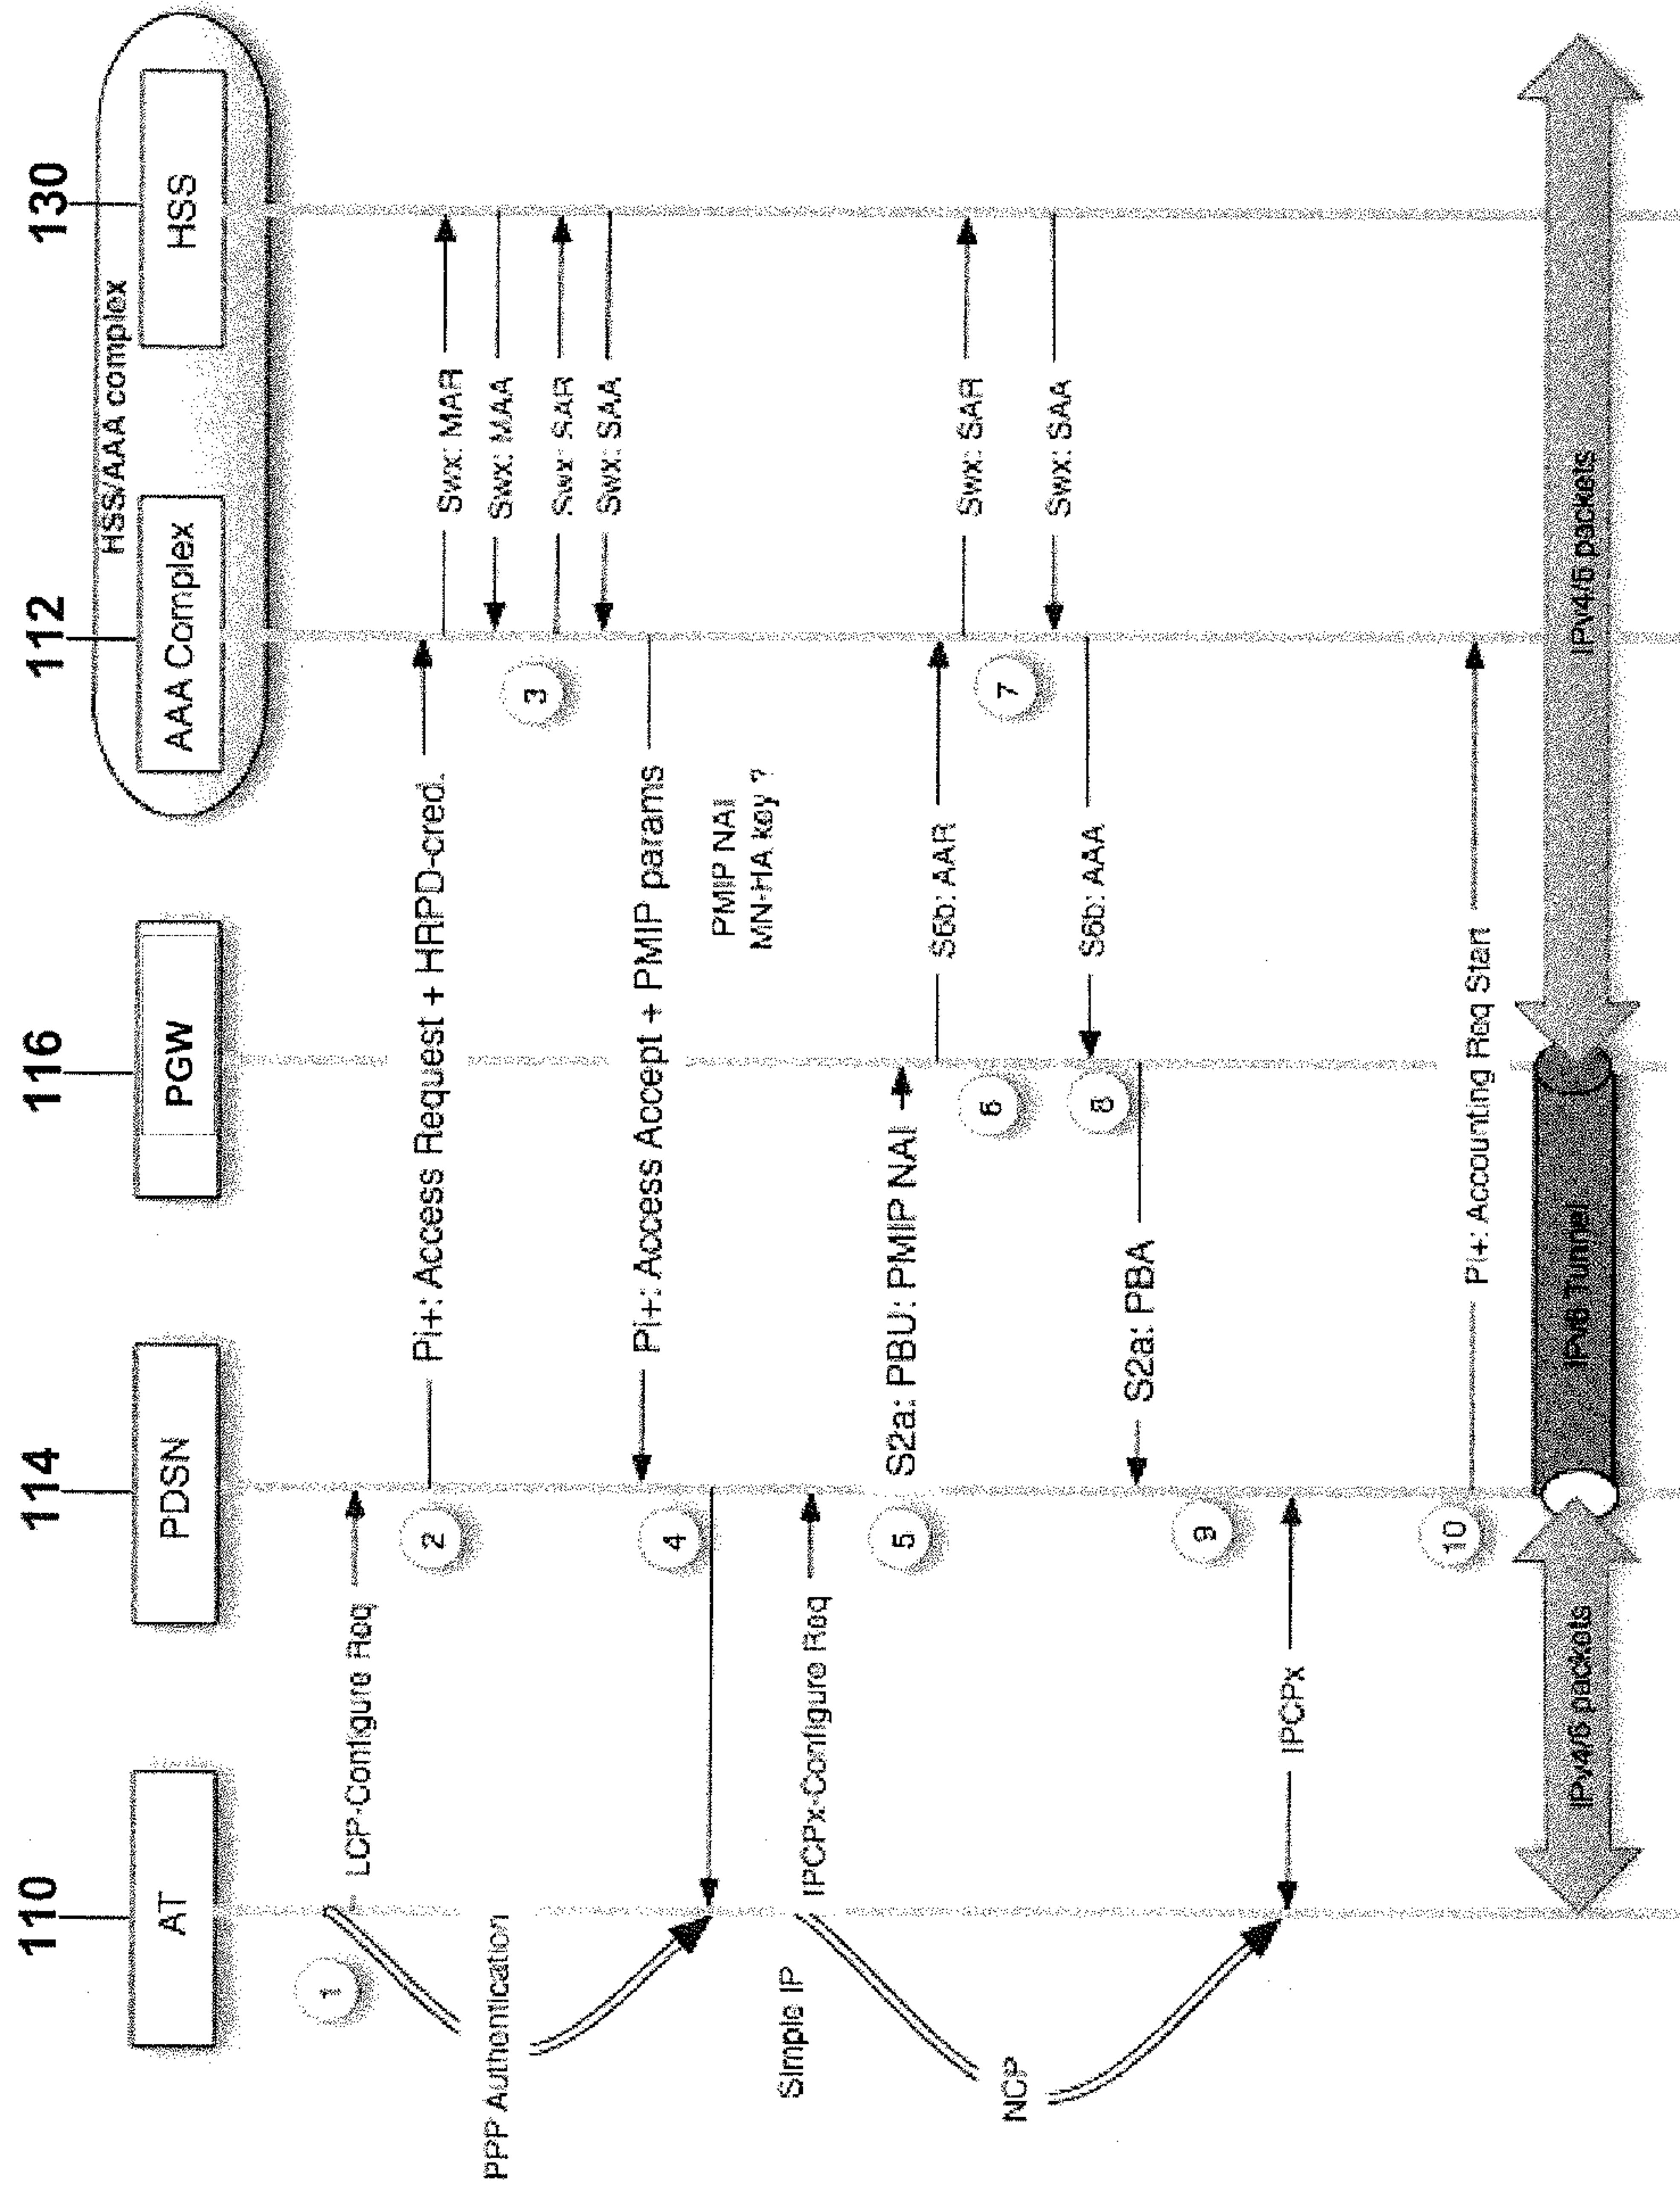 110
114
116
112
130
HSS/AAA complex
AT
PDSN
PGW
AAA Complex
HSS
1
LCP-Configure Req
2
Pi+: Access Request + HRPD-cred.
PPP Authentication
Swx: MAR
Swx: MAA
3
Swx: SAR
Swx: SAA
4
Pi+: Access Accept + PMIP params
PMIP NAI
MN-HA key ?
Simple IP
IPCPx-Configure Req
5
S2a: PBU: PMIP NAI
S6b: AAR
6
Swx: SAR
7
Swx: SAA
NCP
8
S6b: AAA
S2a: PBA
9
IPCPx
10
Pi+: Accounting Req Start
IPv4/6 packets
IPv6 Tunnel
IPv4/6 packets